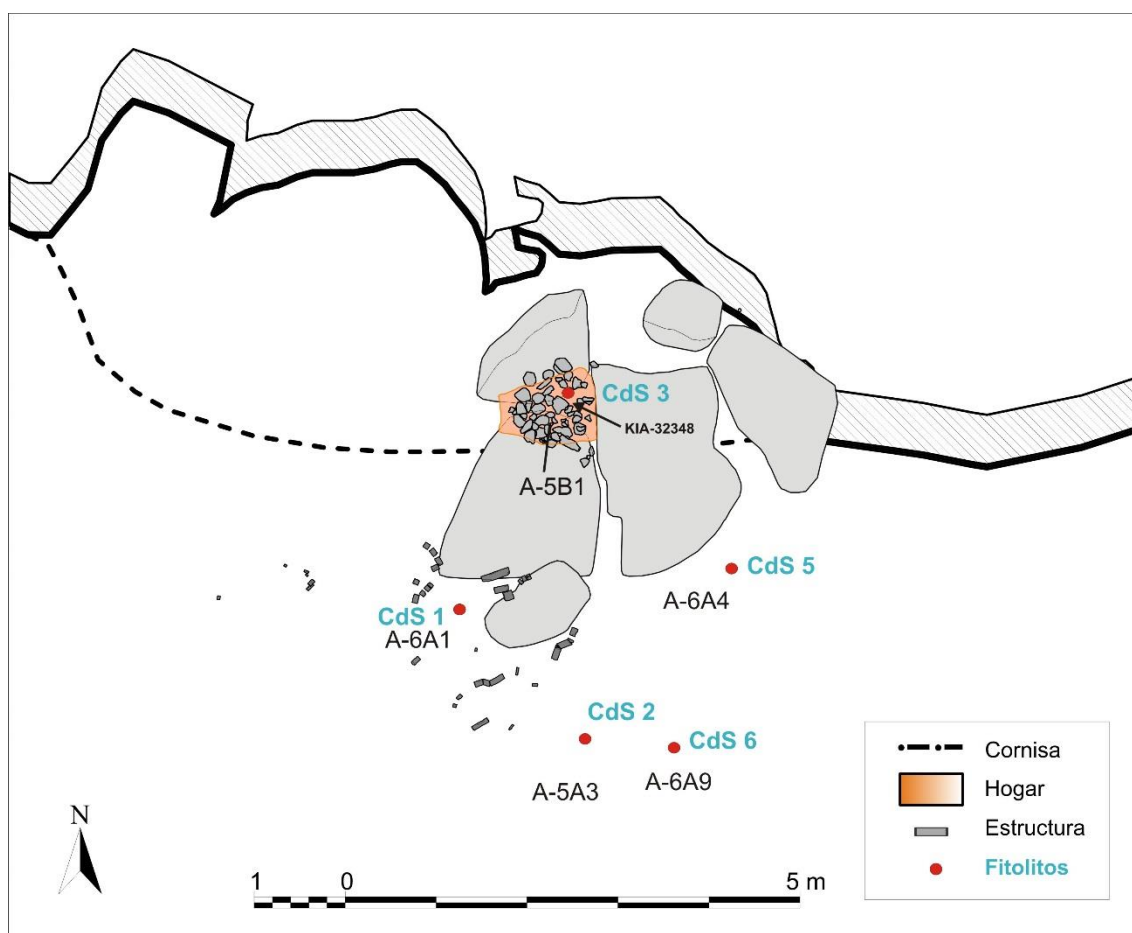 CdS 3
KIA-32348
A-5B1
CdS 5
A-6A4
CdS 1
A-6A1
CdS 2
CdS 6
A-5A3
A-6A9
Cornisa
Hogar
Estructura
Fitolitos
N
1 0 5 m